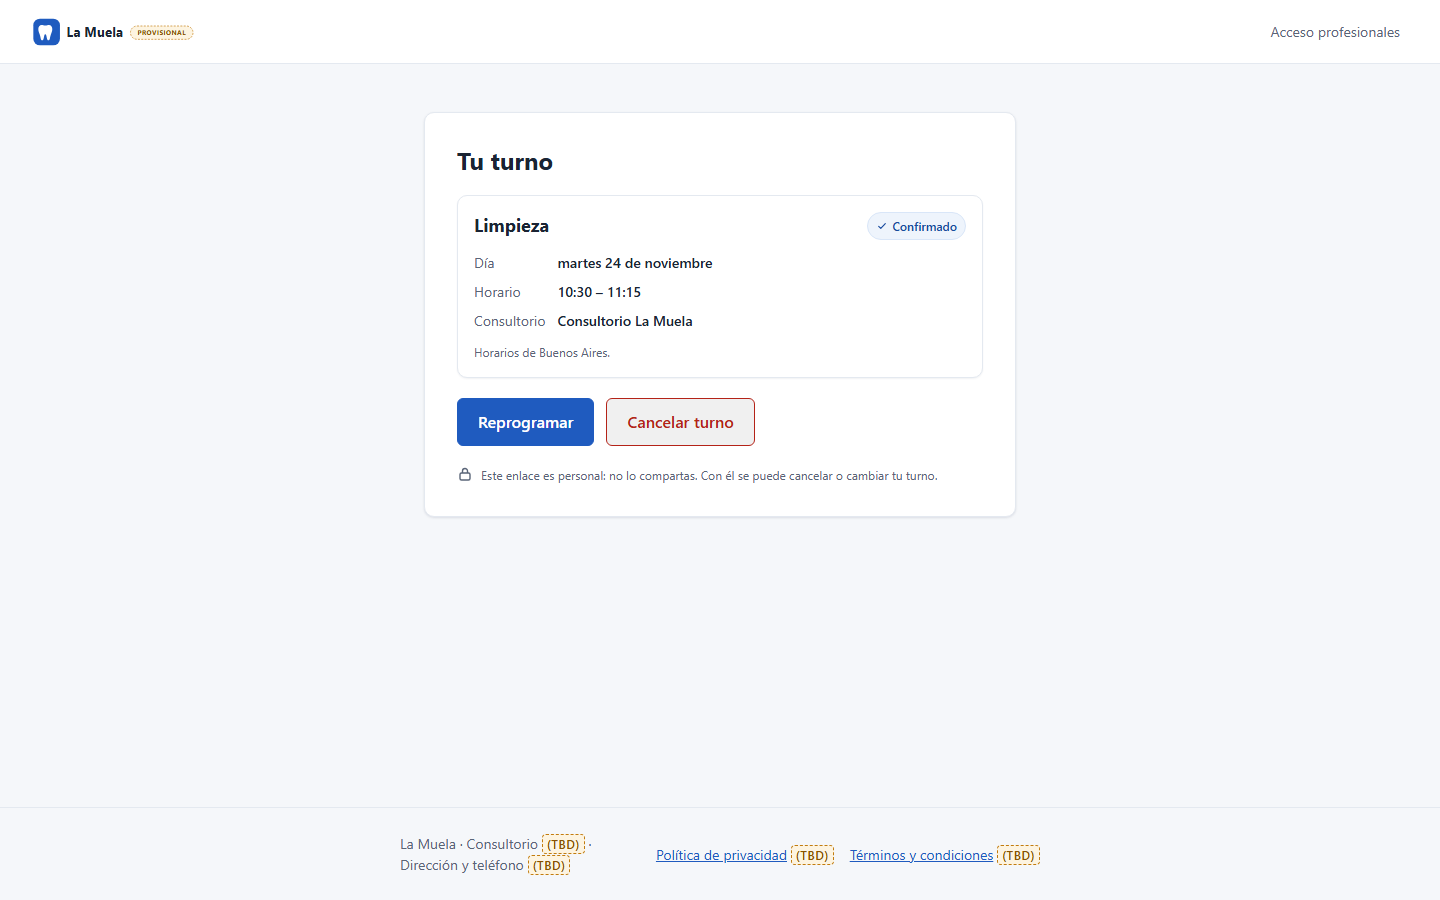 La Muela PROVISIONAL
Acceso profesionales
Tu turno
Limpieza
Confirmado
Día martes 24 de noviembre
Horario 10:30 – 11:15
Consultorio Consultorio La Muela
Horarios de Buenos Aires.
Reprogramar
Cancelar turno
Este enlace es personal: no lo compartas. Con él se puede cancelar o cambiar tu turno.
La Muela · Consultorio (TBD) ·
Dirección y teléfono (TBD)
Política de privacidad (TBD) Términos y condiciones (TBD)